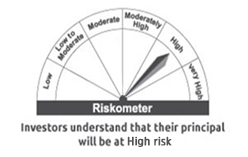 Low
Low to
Moderate
Moderate
Moderately
High
High
Very High
Riskometer
Investors understand that their principal
will be at High risk